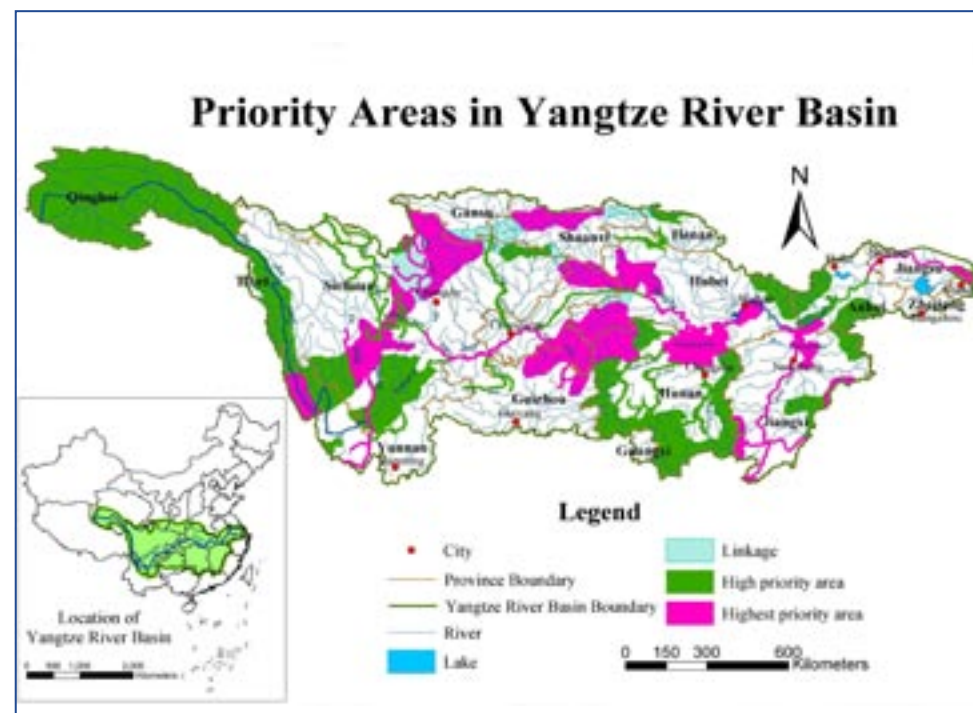 Priority Areas in Yangtze River Basin
N
Qinghai
Gansu
Shaanxi
Henan
Tibet
Sichuan
Hubei
Jiangsu
Anhui
Zhejiang
Hunan
Guizhou
Jiangxi
Yunnan
Guangxi
Legend
City
Province Boundary
Yangtze River Basin Boundary
River
Lake
Linkage
High priority area
Highest priority area
0 150 300 600
Kilometers
Location of
Yangtze River Basin
Kilometers